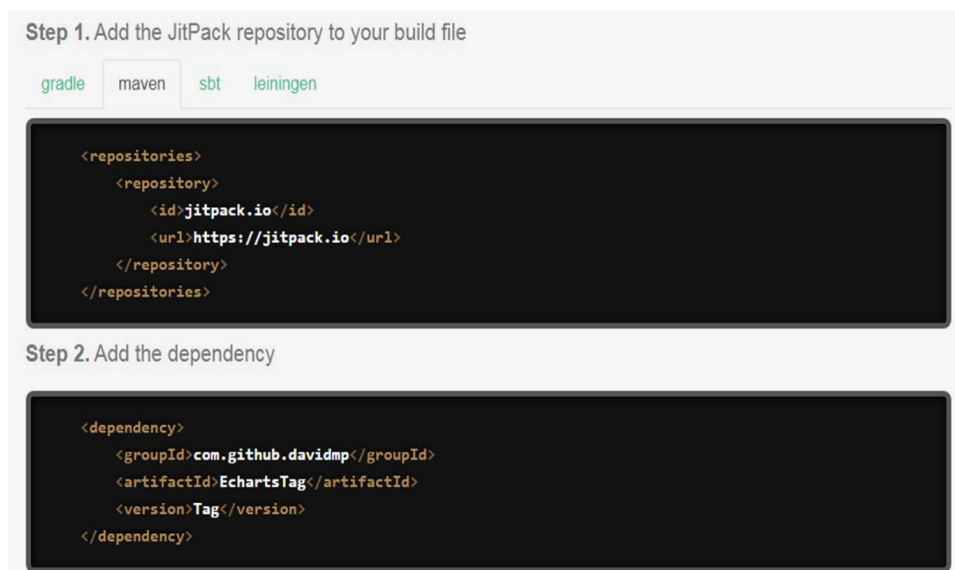 Step 1. Add the JitPack repository to your build file
gradle maven sbt leiningen
<repositories>
<repository>
<id>jitpack.io</id>
<url>https://jitpack.io</url>
</repository>
</repositories>
Step 2. Add the dependency
<dependency>
<groupId>com.github.davidmp</groupId>
<artifactId>EchartsTag</artifactId>
<version>Tag</version>
</dependency>